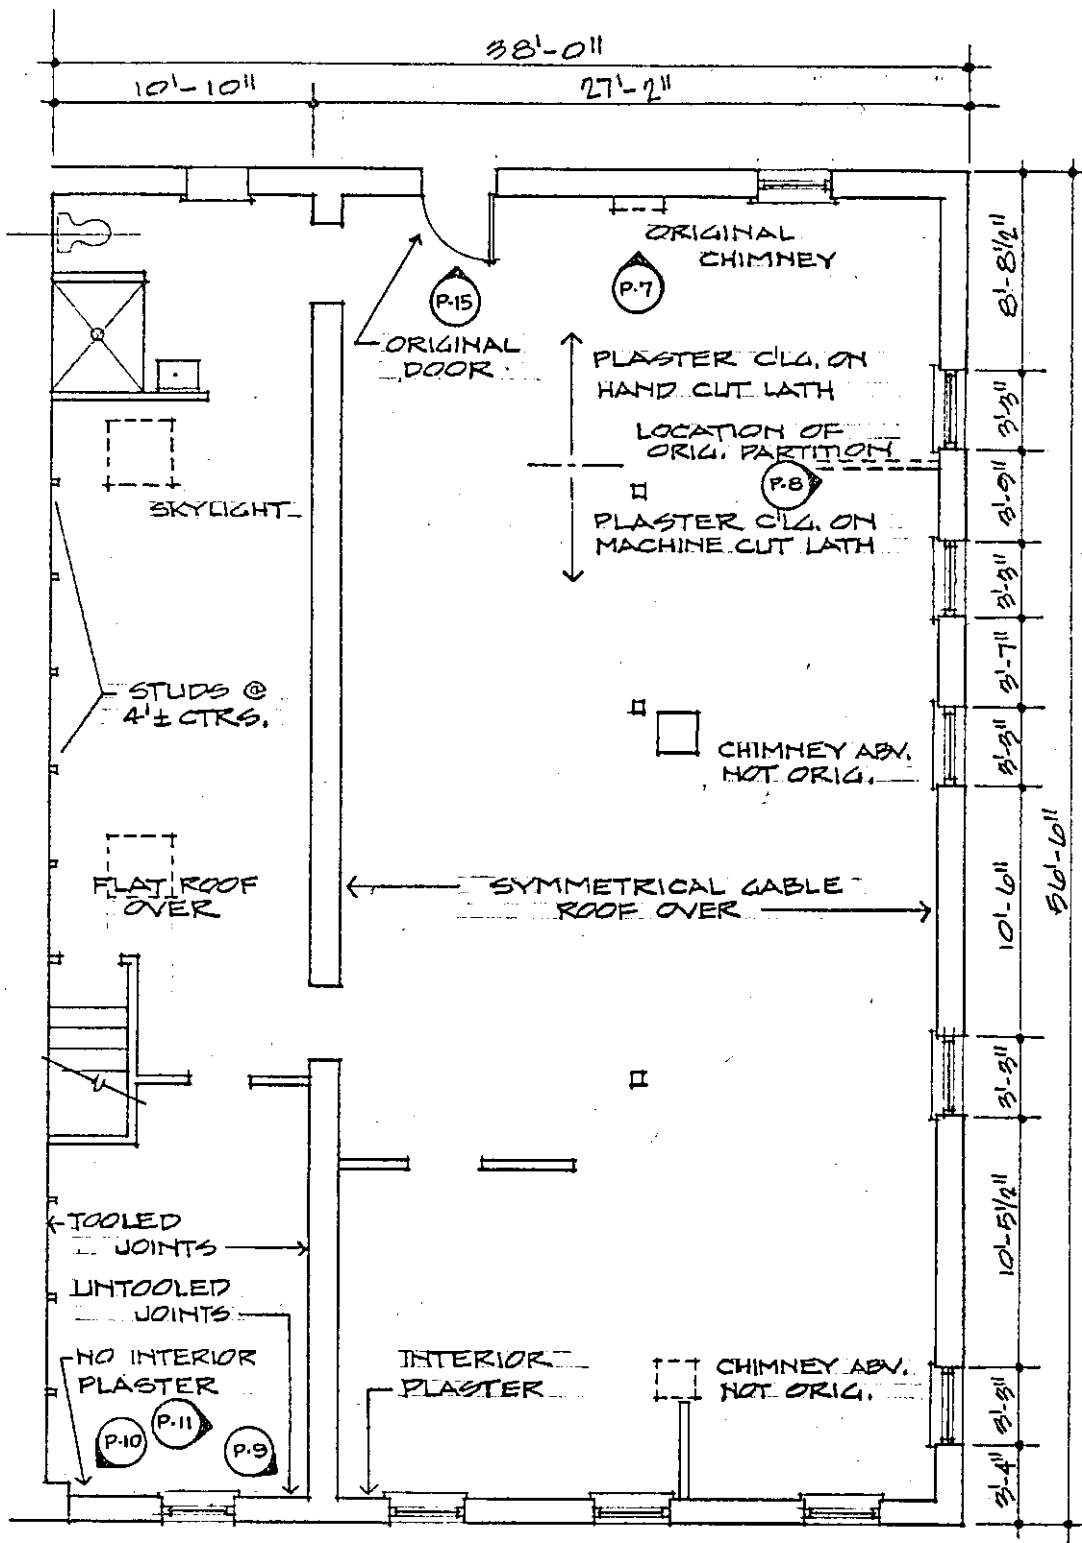 38'-0"
10'-10"
27'-2"
ORIGINAL
CHIMNEY
8'-8½"
P-15
P-7
ORIGINAL
DOOR
PLASTER C'LG. ON
HAND CUT LATH
3'-3"
LOCATION OF
ORIG. PARTITION
P-8
3'-9"
SKYLIGHT
PLASTER C'LG. ON
MACHINE CUT LATH
3'-3"
3'-7"
STUDS @
4'± CTRS.
CHIMNEY ABV.
NOT ORIG.
3'-3"
56'-6"
FLAT ROOF
OVER
SYMMETRICAL GABLE
ROOF OVER
10'-6"
3'-3"
TOOLED
JOINTS
10'-5½"
UNTOOLED
JOINTS
NO INTERIOR
PLASTER
INTERIOR
PLASTER
CHIMNEY ABV.
NOT ORIG.
3'-3"
P-10
P-11
P-9
3'-4"